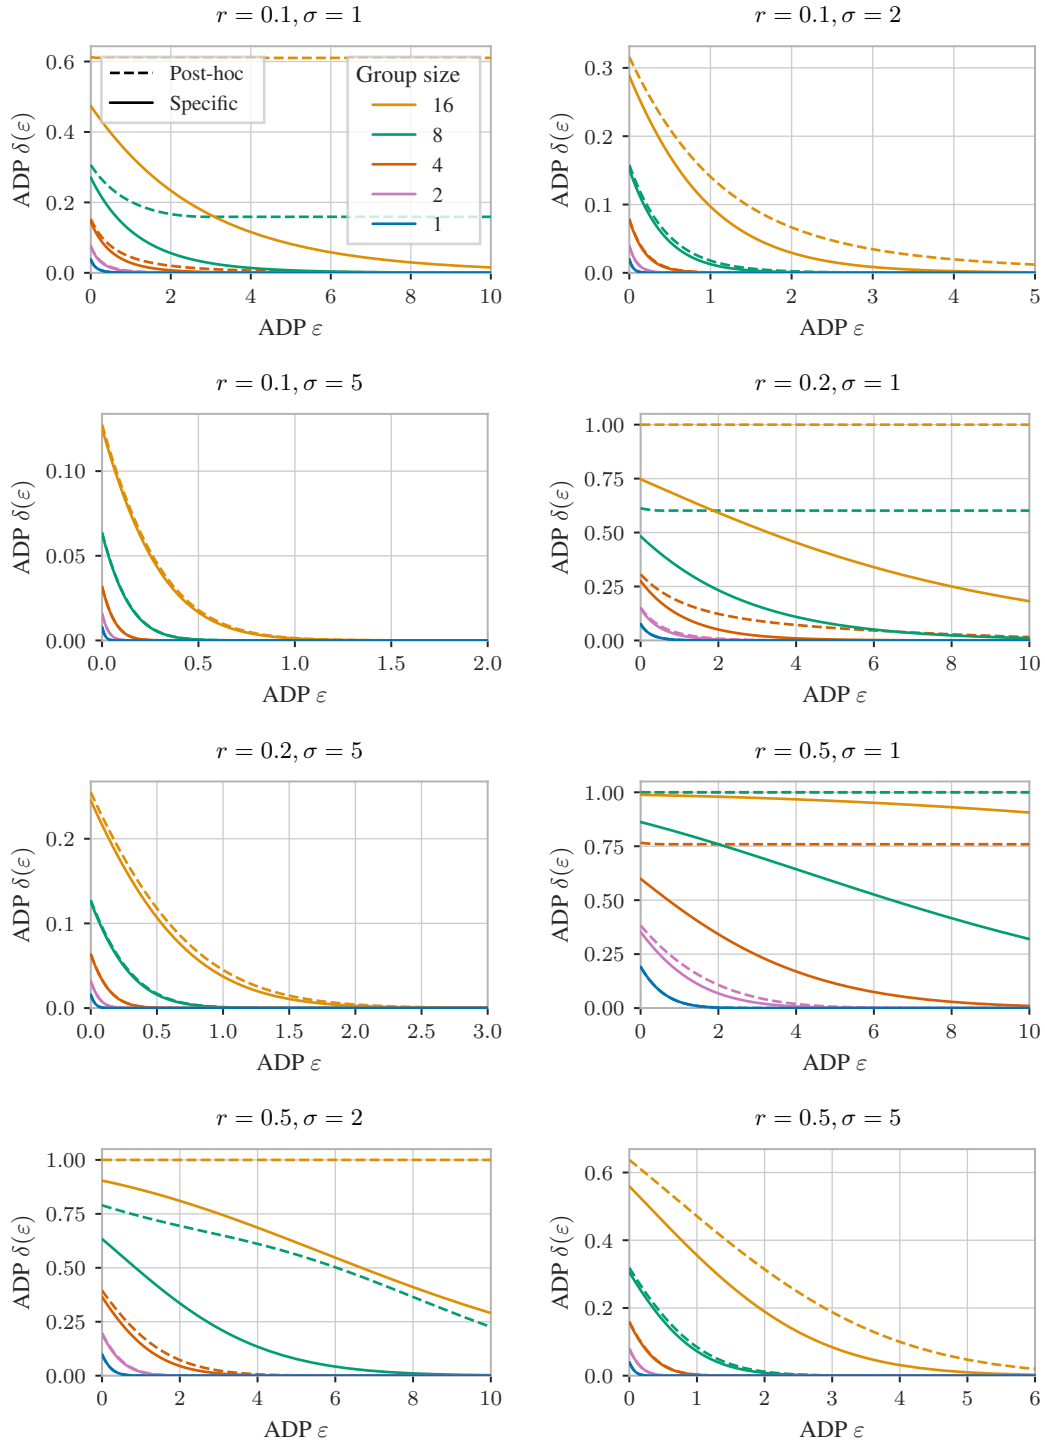 r = 0.1, σ = 1
ADP δ(ε)
0.6
0.4
0.2
0.0
Post-hoc
Specific
Group size
16
8
4
2
1
0 2 4 6 8 10
ADP ε
r = 0.1, σ = 2
ADP δ(ε)
0.3
0.2
0.1
0.0
0 1 2 3 4 5
ADP ε
r = 0.1, σ = 5
ADP δ(ε)
0.10
0.05
0.00
0.0 0.5 1.0 1.5 2.0
ADP ε
r = 0.2, σ = 1
ADP δ(ε)
1.00
0.75
0.50
0.25
0.00
0 2 4 6 8 10
ADP ε
r = 0.2, σ = 5
ADP δ(ε)
0.2
0.1
0.0
0.0 0.5 1.0 1.5 2.0 2.5 3.0
ADP ε
r = 0.5, σ = 1
ADP δ(ε)
1.00
0.75
0.50
0.25
0.00
0 2 4 6 8 10
ADP ε
r = 0.5, σ = 2
ADP δ(ε)
1.00
0.75
0.50
0.25
0.00
0 2 4 6 8 10
ADP ε
r = 0.5, σ = 5
ADP δ(ε)
0.6
0.4
0.2
0.0
0 1 2 3 4 5 6
ADP ε